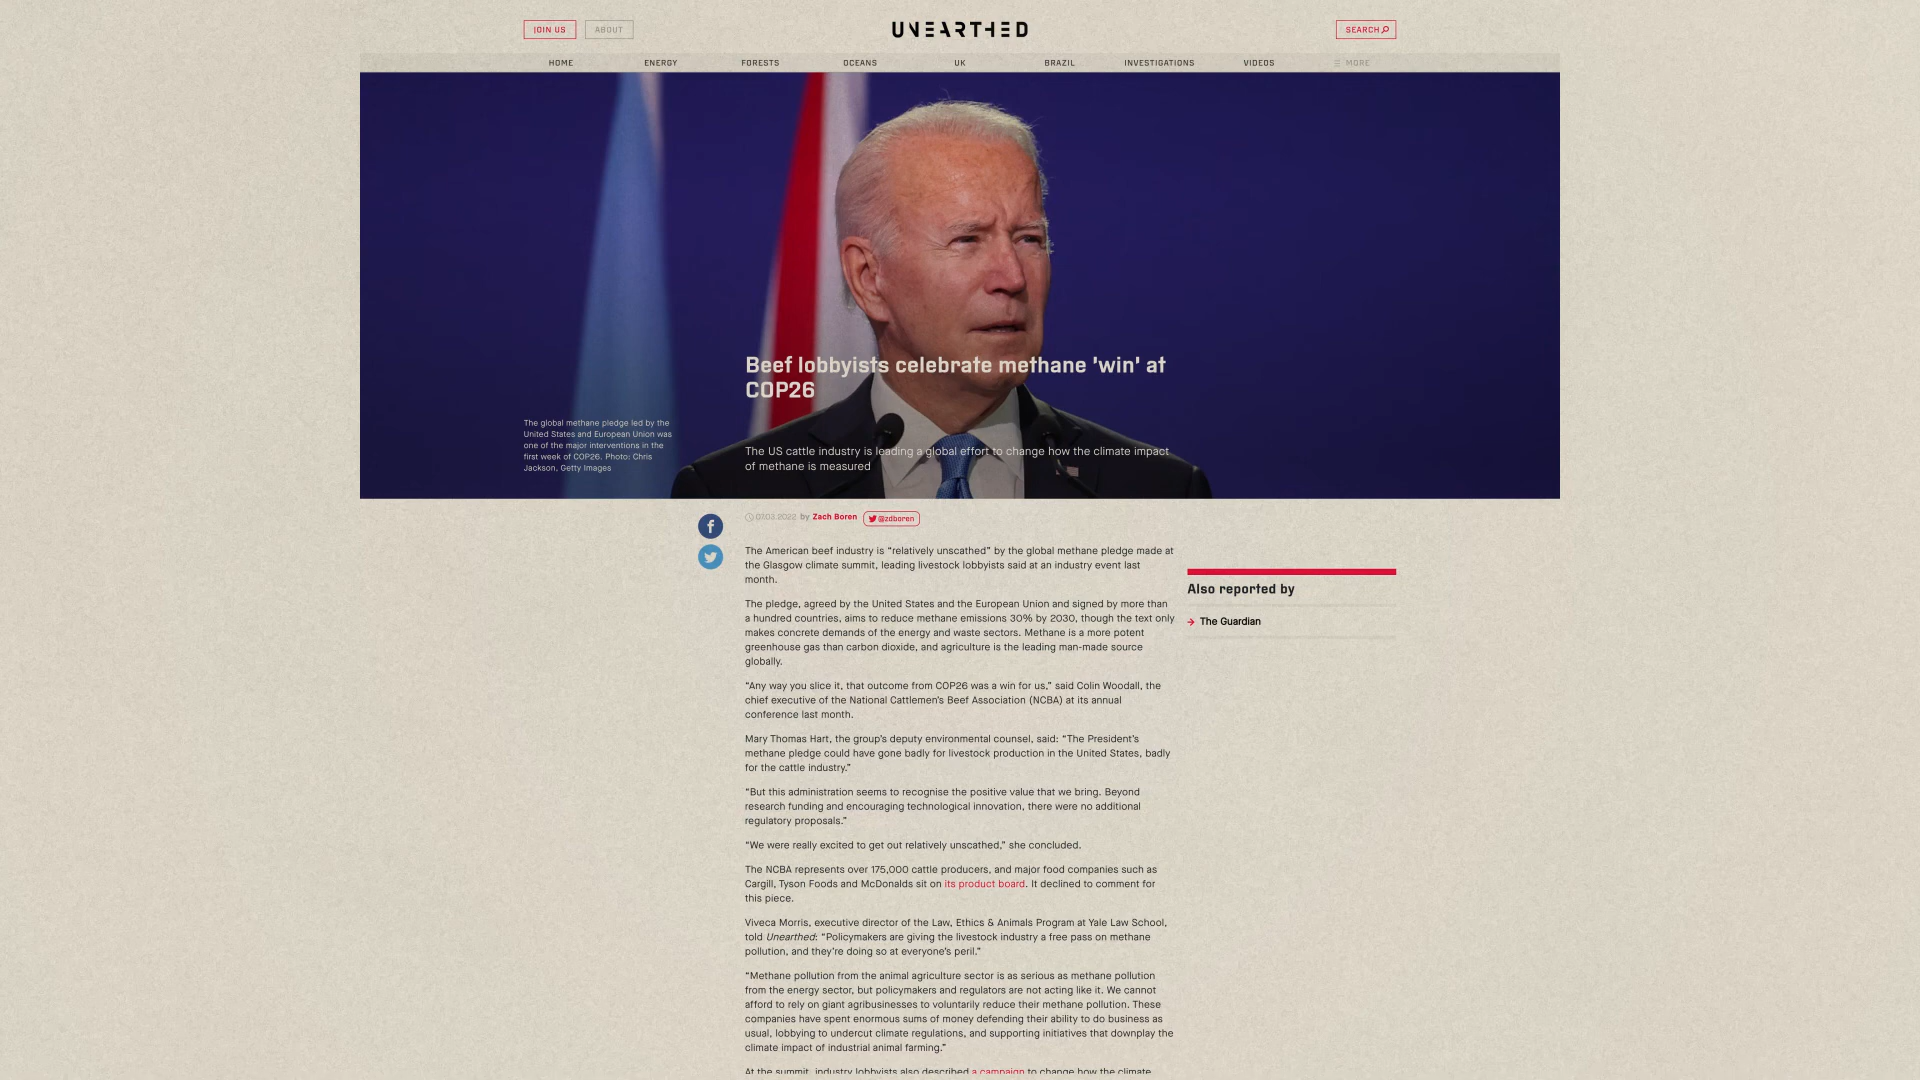 JOIN US
ABOUT
UNEARTHED
SEARCH
HOME
ENERGY
FORESTS
OCEANS
UK
BRAZIL
INVESTIGATIONS
VIDEOS
MORE
Beef lobbyists celebrate methane 'win' at
COP26
The global methane pledge led by the
United States and European Union was
one of the major interventions in the
first week of COP26. Photo: Chris
Jackson, Getty Images
The US cattle industry is leading a global effort to change how the climate impact
of methane is measured
07.03.2022 by Zach Boren @zdboren
The American beef industry is “relatively unscathed” by the global methane pledge made at
the Glasgow climate summit, leading livestock lobbyists said at an industry event last
month.
The pledge, agreed by the United States and the European Union and signed by more than
a hundred countries, aims to reduce methane emissions 30% by 2030, though the text only
makes concrete demands of the energy and waste sectors. Methane is a more potent
greenhouse gas than carbon dioxide, and agriculture is the leading man-made source
globally.
“Any way you slice it, that outcome from COP26 was a win for us,” said Colin Woodall, the
chief executive of the National Cattlemen’s Beef Association (NCBA) at its annual
conference last month.
Mary Thomas Hart, the group’s deputy environmental counsel, said: “The President’s
methane pledge could have gone badly for livestock production in the United States, badly
for the cattle industry.”
“But this administration seems to recognise the positive value that we bring. Beyond
research funding and encouraging technological innovation, there were no additional
regulatory proposals.”
“We were really excited to get out relatively unscathed,” she concluded.
The NCBA represents over 175,000 cattle producers, and major food companies such as
Cargill, Tyson Foods and McDonalds sit on its product board. It declined to comment for
this piece.
Viveca Morris, executive director of the Law, Ethics & Animals Program at Yale Law School,
told Unearthed: “Policymakers are giving the livestock industry a free pass on methane
pollution, and they’re doing so at everyone’s peril.”
“Methane pollution from the animal agriculture sector is as serious as methane pollution
from the energy sector, but policymakers and regulators are not acting like it. We cannot
afford to rely on giant agribusinesses to voluntarily reduce their methane pollution. These
companies have spent enormous sums of money defending their ability to do business as
usual, lobbying to undercut climate regulations, and supporting initiatives that downplay the
climate impact of industrial animal farming.”
At the summit, industry lobbyists also described a campaign to change how the climate
Also reported by
The Guardian